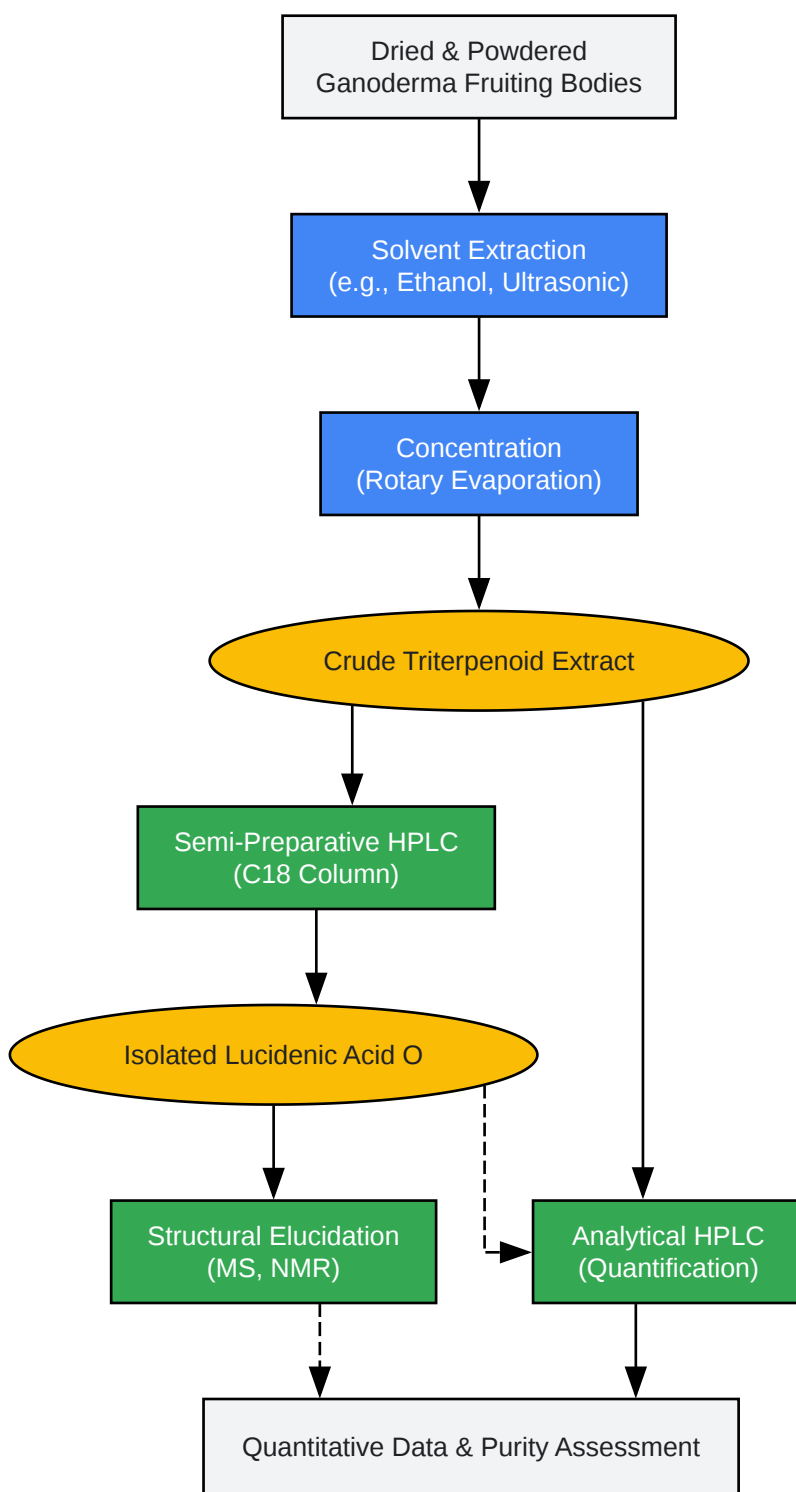 Dried & Powdered
Ganoderma Fruiting Bodies
Solvent Extraction
(e.g., Ethanol, Ultrasonic)
Concentration
(Rotary Evaporation)
Crude Triterpenoid Extract
Semi-Preparative HPLC
(C18 Column)
Isolated Lucidenic Acid O
Structural Elucidation
(MS, NMR)
Analytical HPLC
(Quantification)
Quantitative Data & Purity Assessment